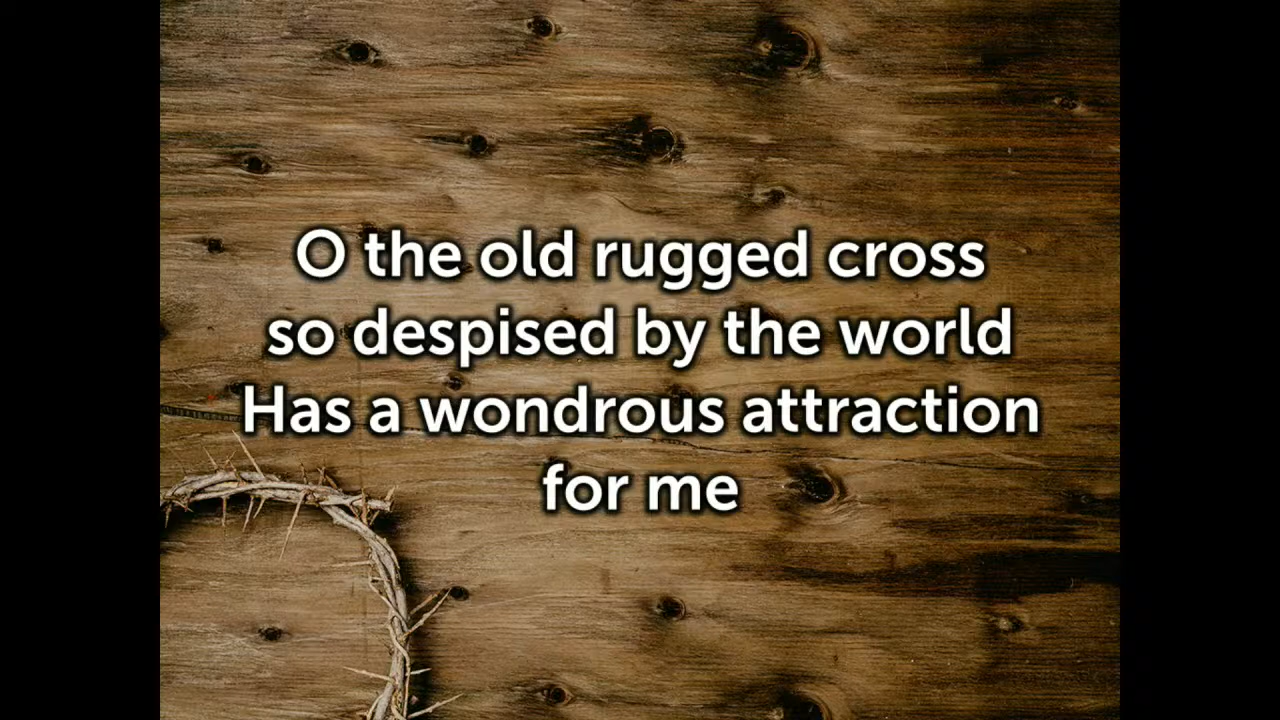 O the old rugged cross
so despised by the world
Has a wondrous attraction
for me